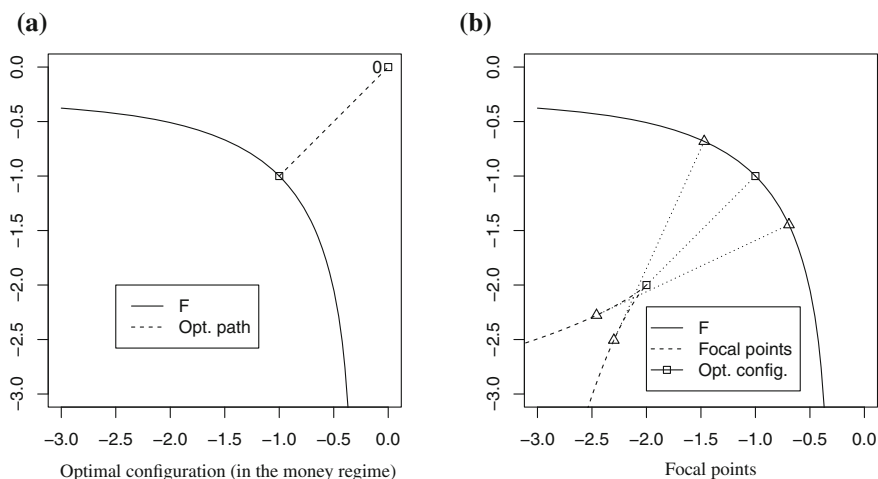 (a)
(b)
0.0
−0.5
−1.0
−1.5
−2.0
−2.5
−3.0
0
F
Opt. path
−3.0 −2.5 −2.0 −1.5 −1.0 −0.5 0.0
Optimal configuration (in the money regime)
0.0
−0.5
−1.0
−1.5
−2.0
−2.5
−3.0
F
Focal points
Opt. config.
−3.0 −2.5 −2.0 −1.5 −1.0 −0.5 0.0
Focal points